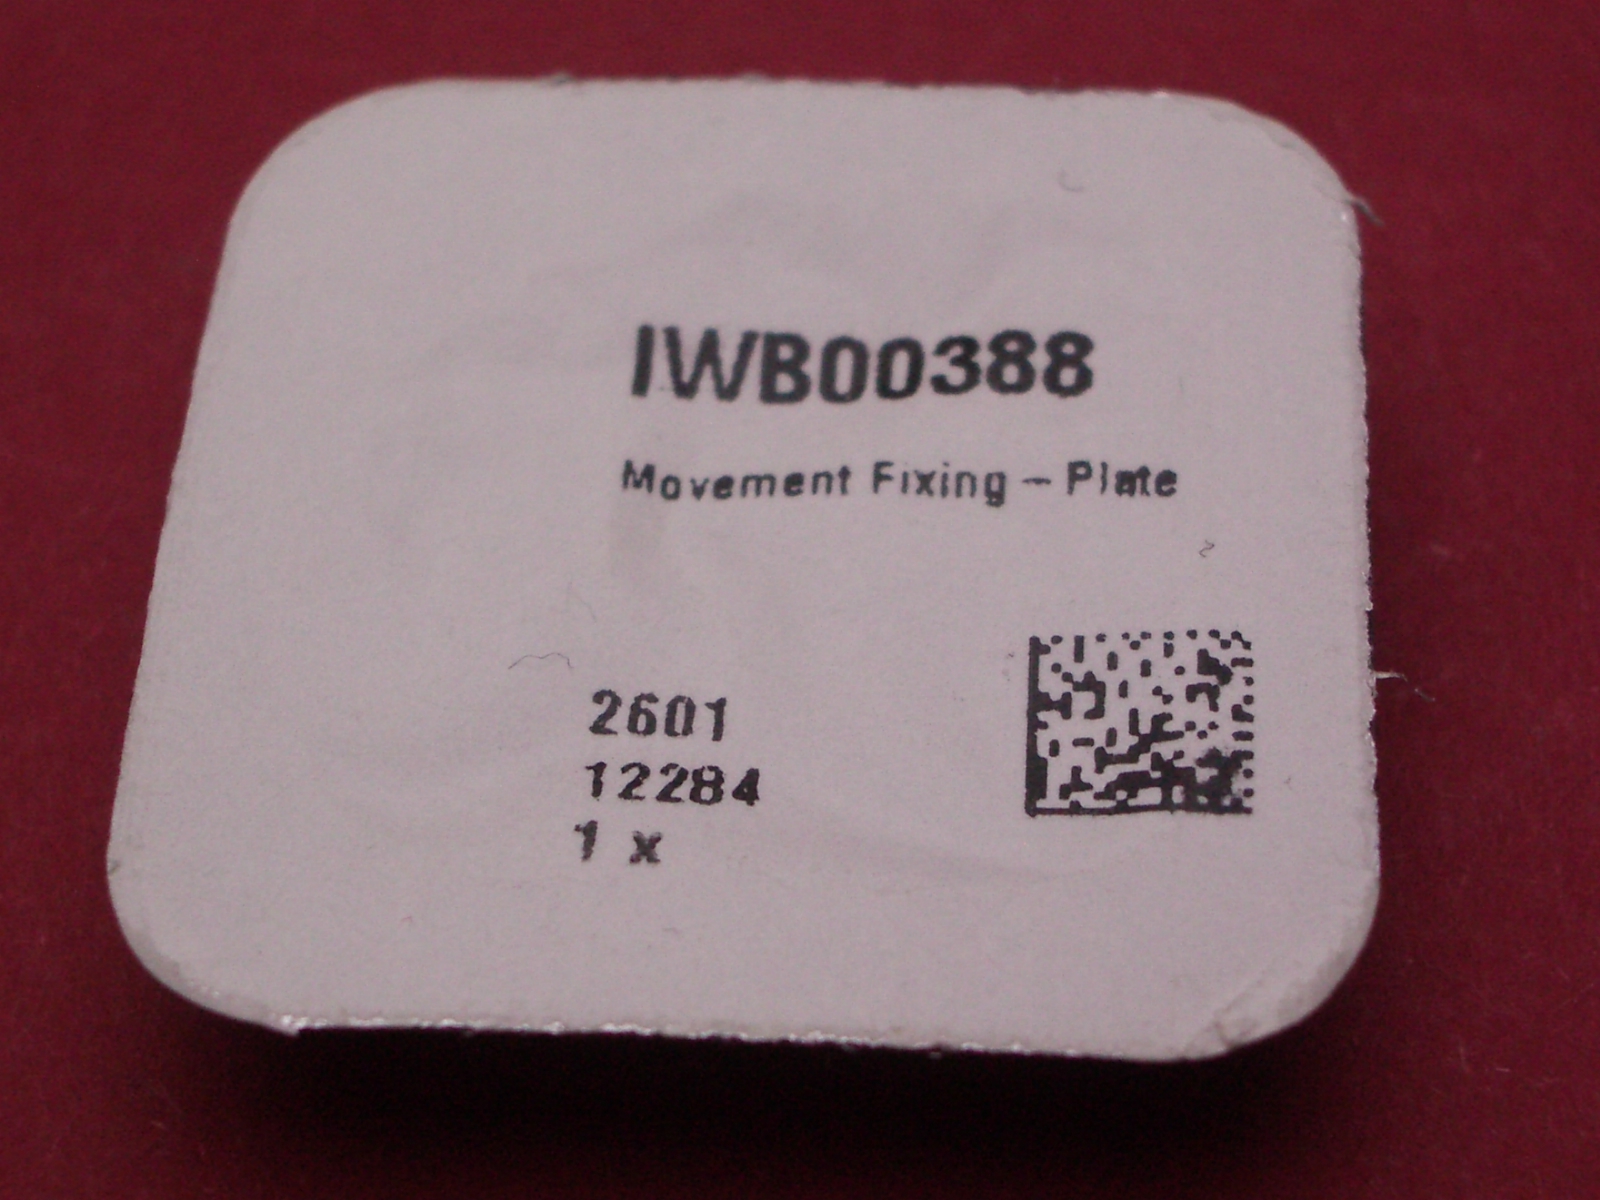 IWB00388
Movement Fixing - Plate
2601
12284
1 x